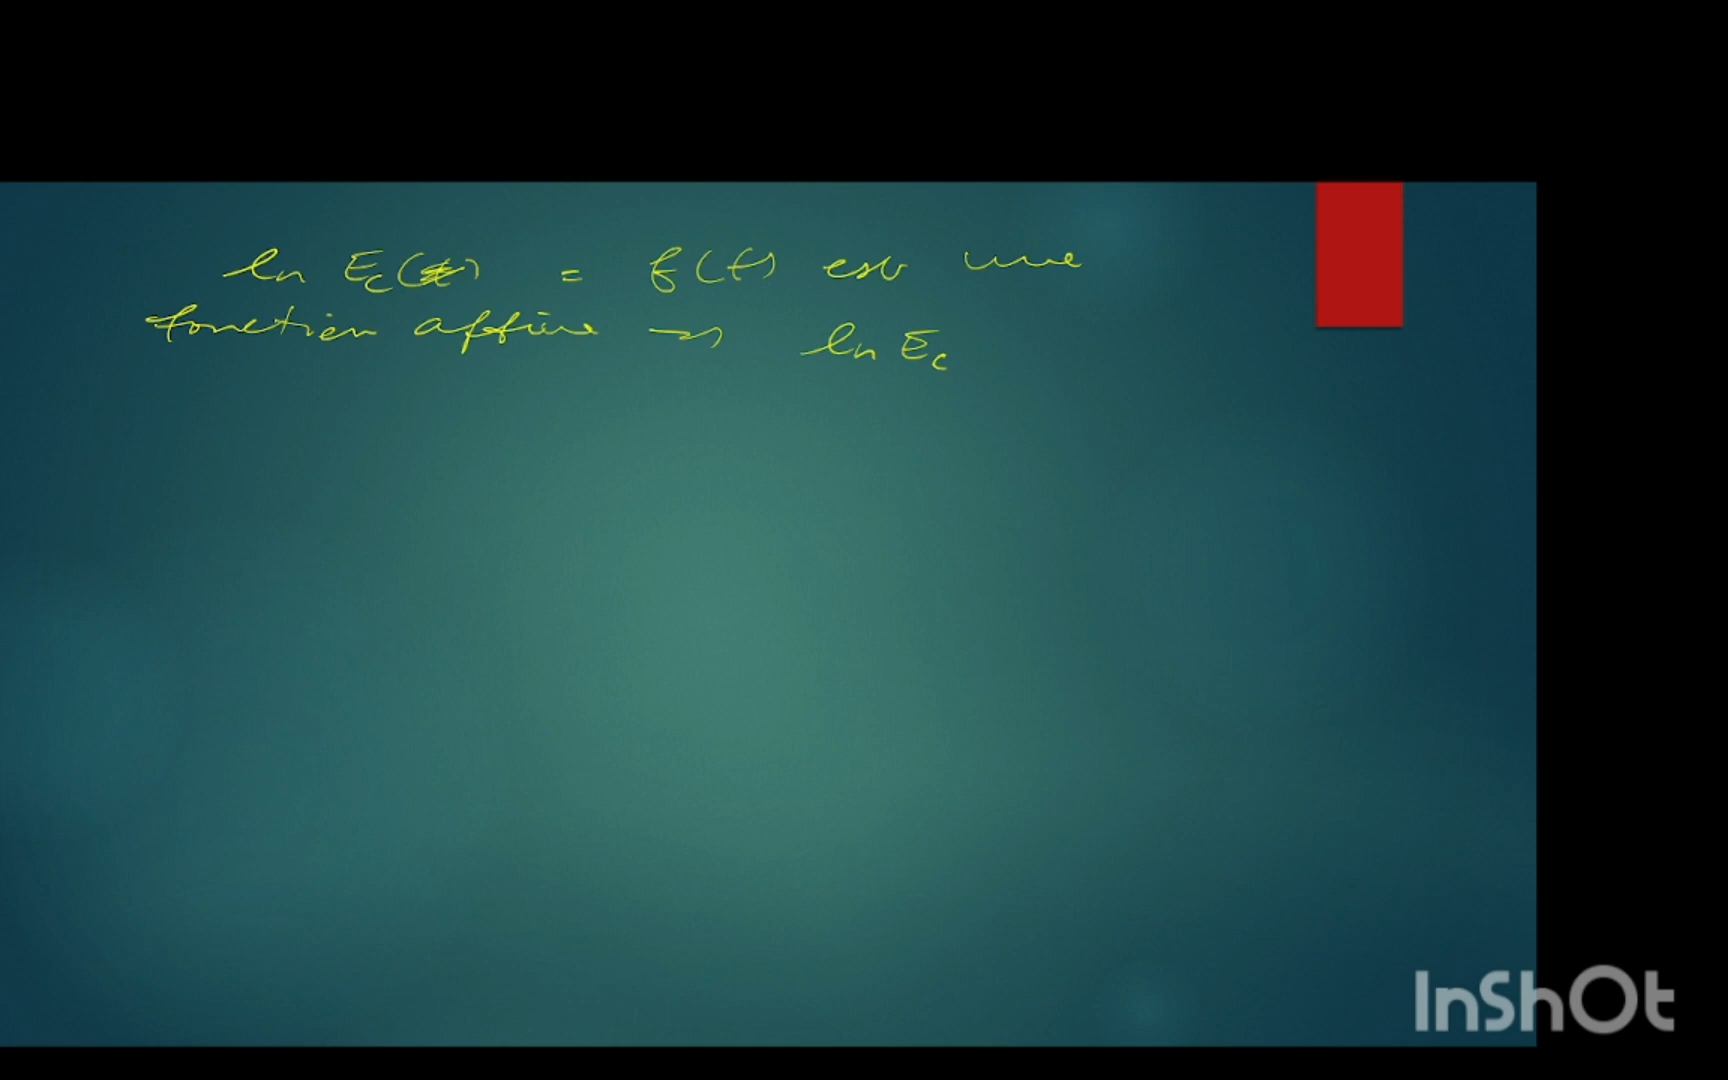 ln Ec(t) = f(t) est une
fonction affine → ln Ec
InShOt